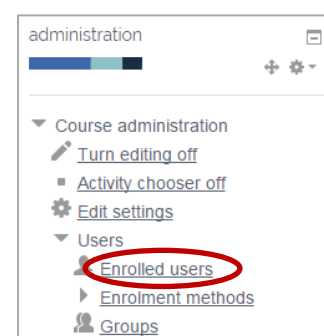 administration
Course administration
Turn editing off
Activity chooser off
Edit settings
Users
Enrolled users
Enrolment methods
Groups